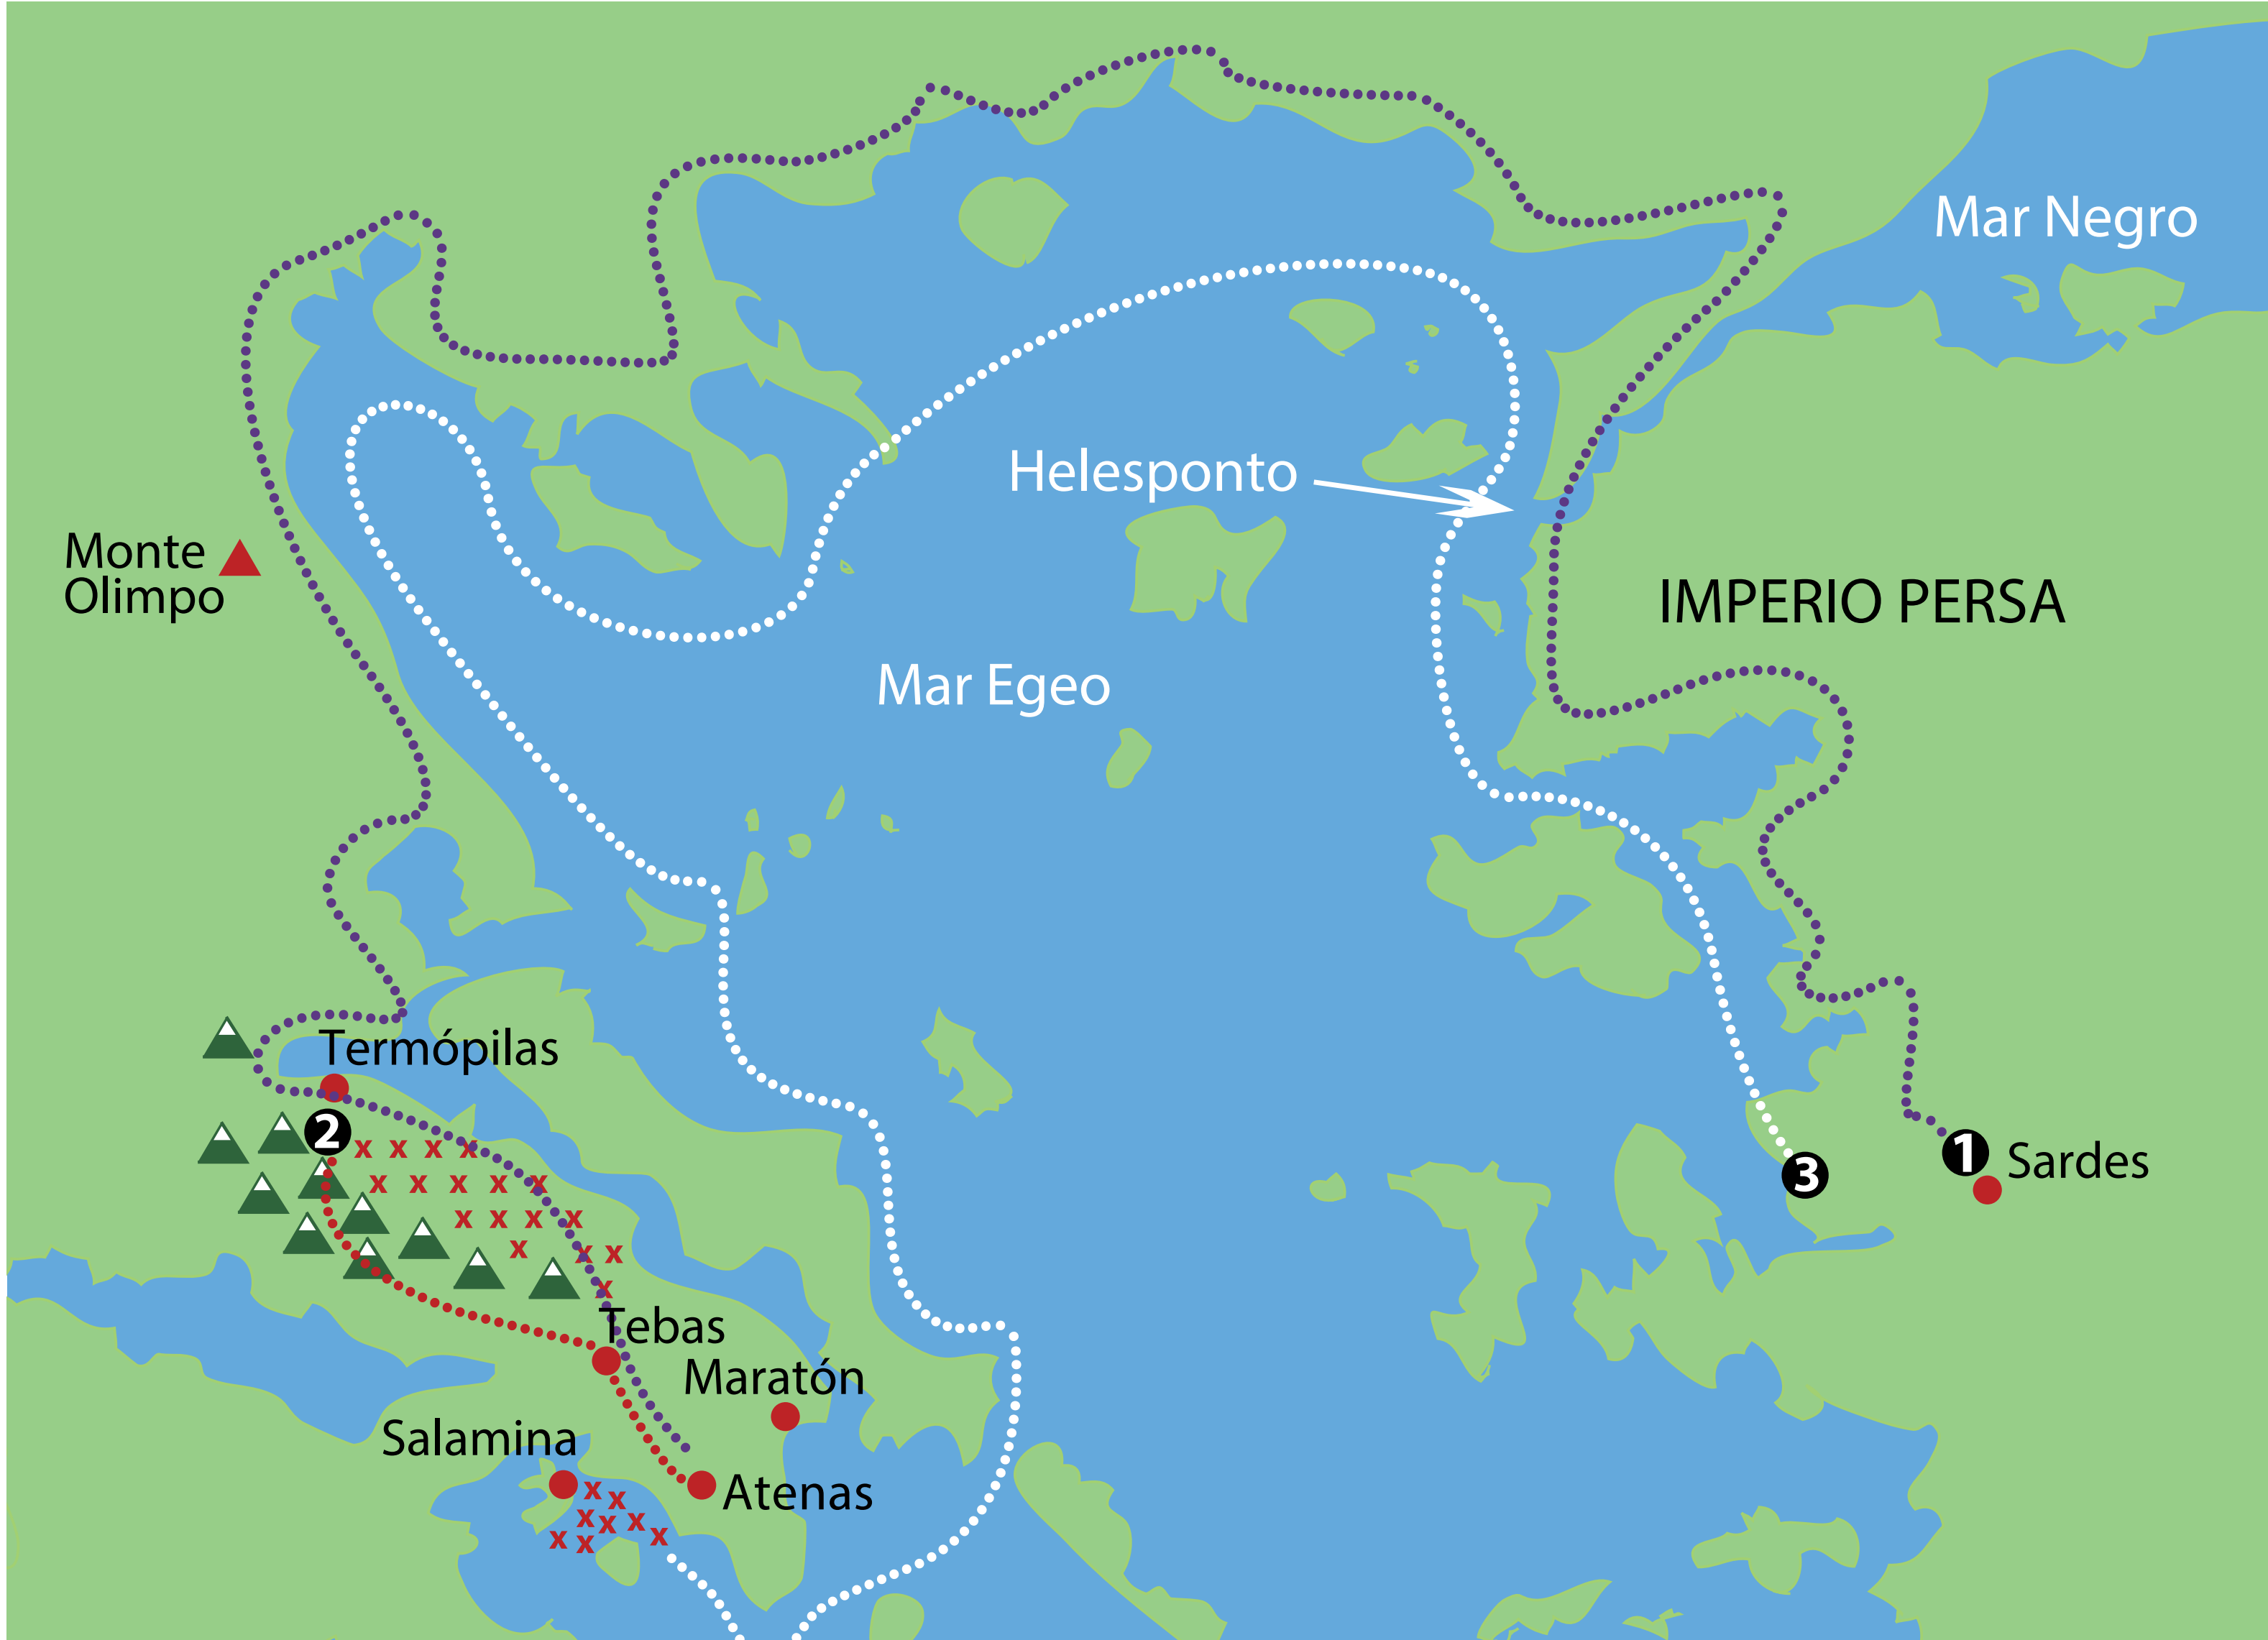 Mar Negro
Helesponto
Monte
Olimpo
IMPERIO PERSA
Mar Egeo
Termópilas
2
x x x x
x x x x x
1
Sardes
3
x x x x
x x x
x
Tebas
Maratón
Salamina
Atenas
x x
x x x
x x x